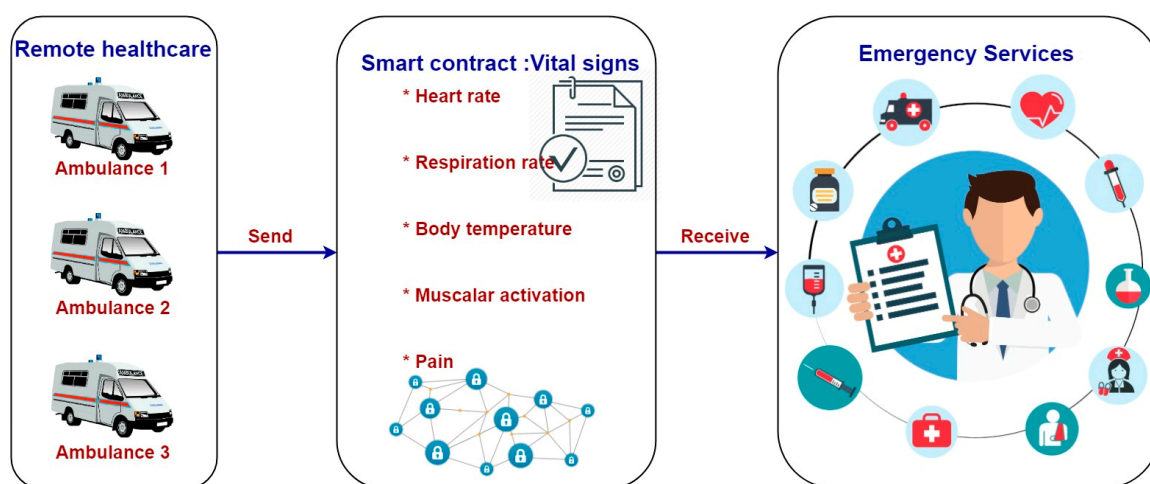 Remote healthcare
Ambulance 1
Ambulance 2
Ambulance 3
Send
Smart contract :Vital signs
* Heart rate
* Respiration rate
* Body temperature
* Muscalar activation
* Pain
Receive
Emergency Services